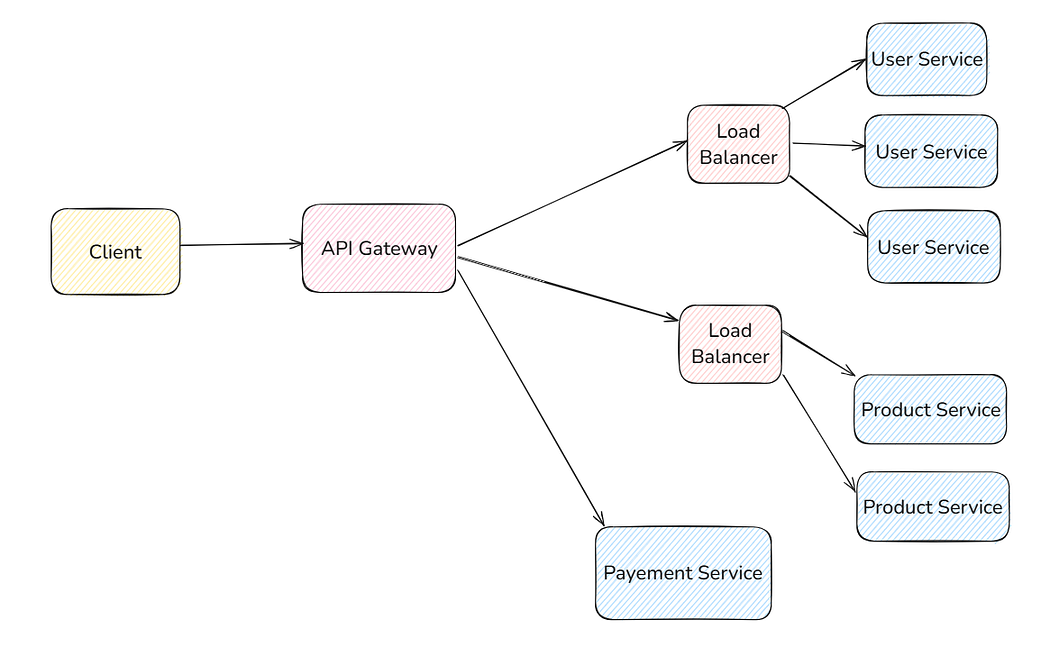 User Service
Load
Balancer
User Service
Client
API Gateway
User Service
Load
Balancer
Product Service
Product Service
Payement Service